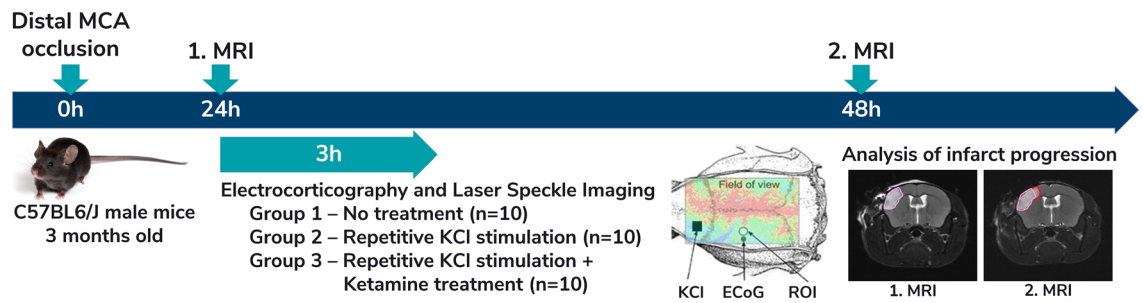 Distal MCA
occlusion
1. MRI
2. MRI
0h
24h
48h
3h
C57BL6/J male mice
3 months old
Electrocorticography and Laser Speckle Imaging
Group 1 – No treatment (n=10)
Group 2 – Repetitive KCl stimulation (n=10)
Group 3 – Repetitive KCl stimulation +
Ketamine treatment (n=10)
Field of view
KCl ECoG ROI
Analysis of infarct progression
1. MRI
2. MRI